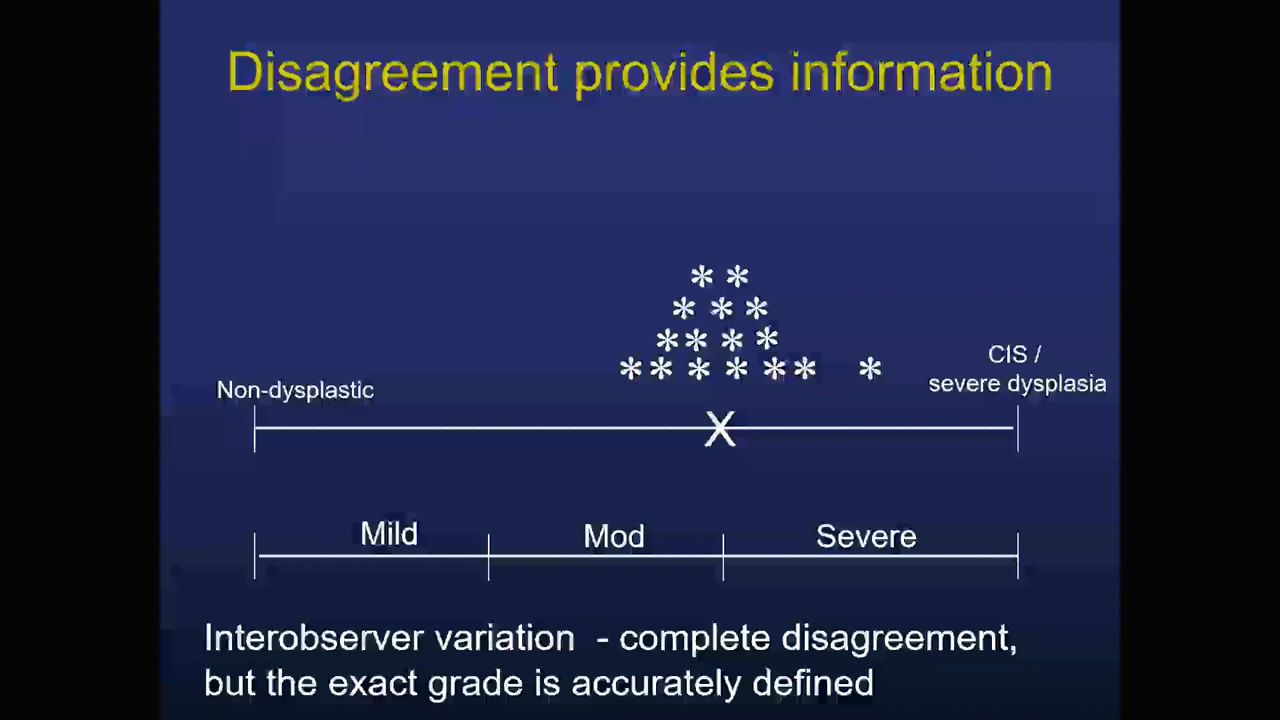 Disagreement provides information
* *
* * *
* * * *
* * * * * * *
Non-dysplastic
CIS /
severe dysplasia
X
Mild Mod Severe
Interobserver variation - complete disagreement,
but the exact grade is accurately defined